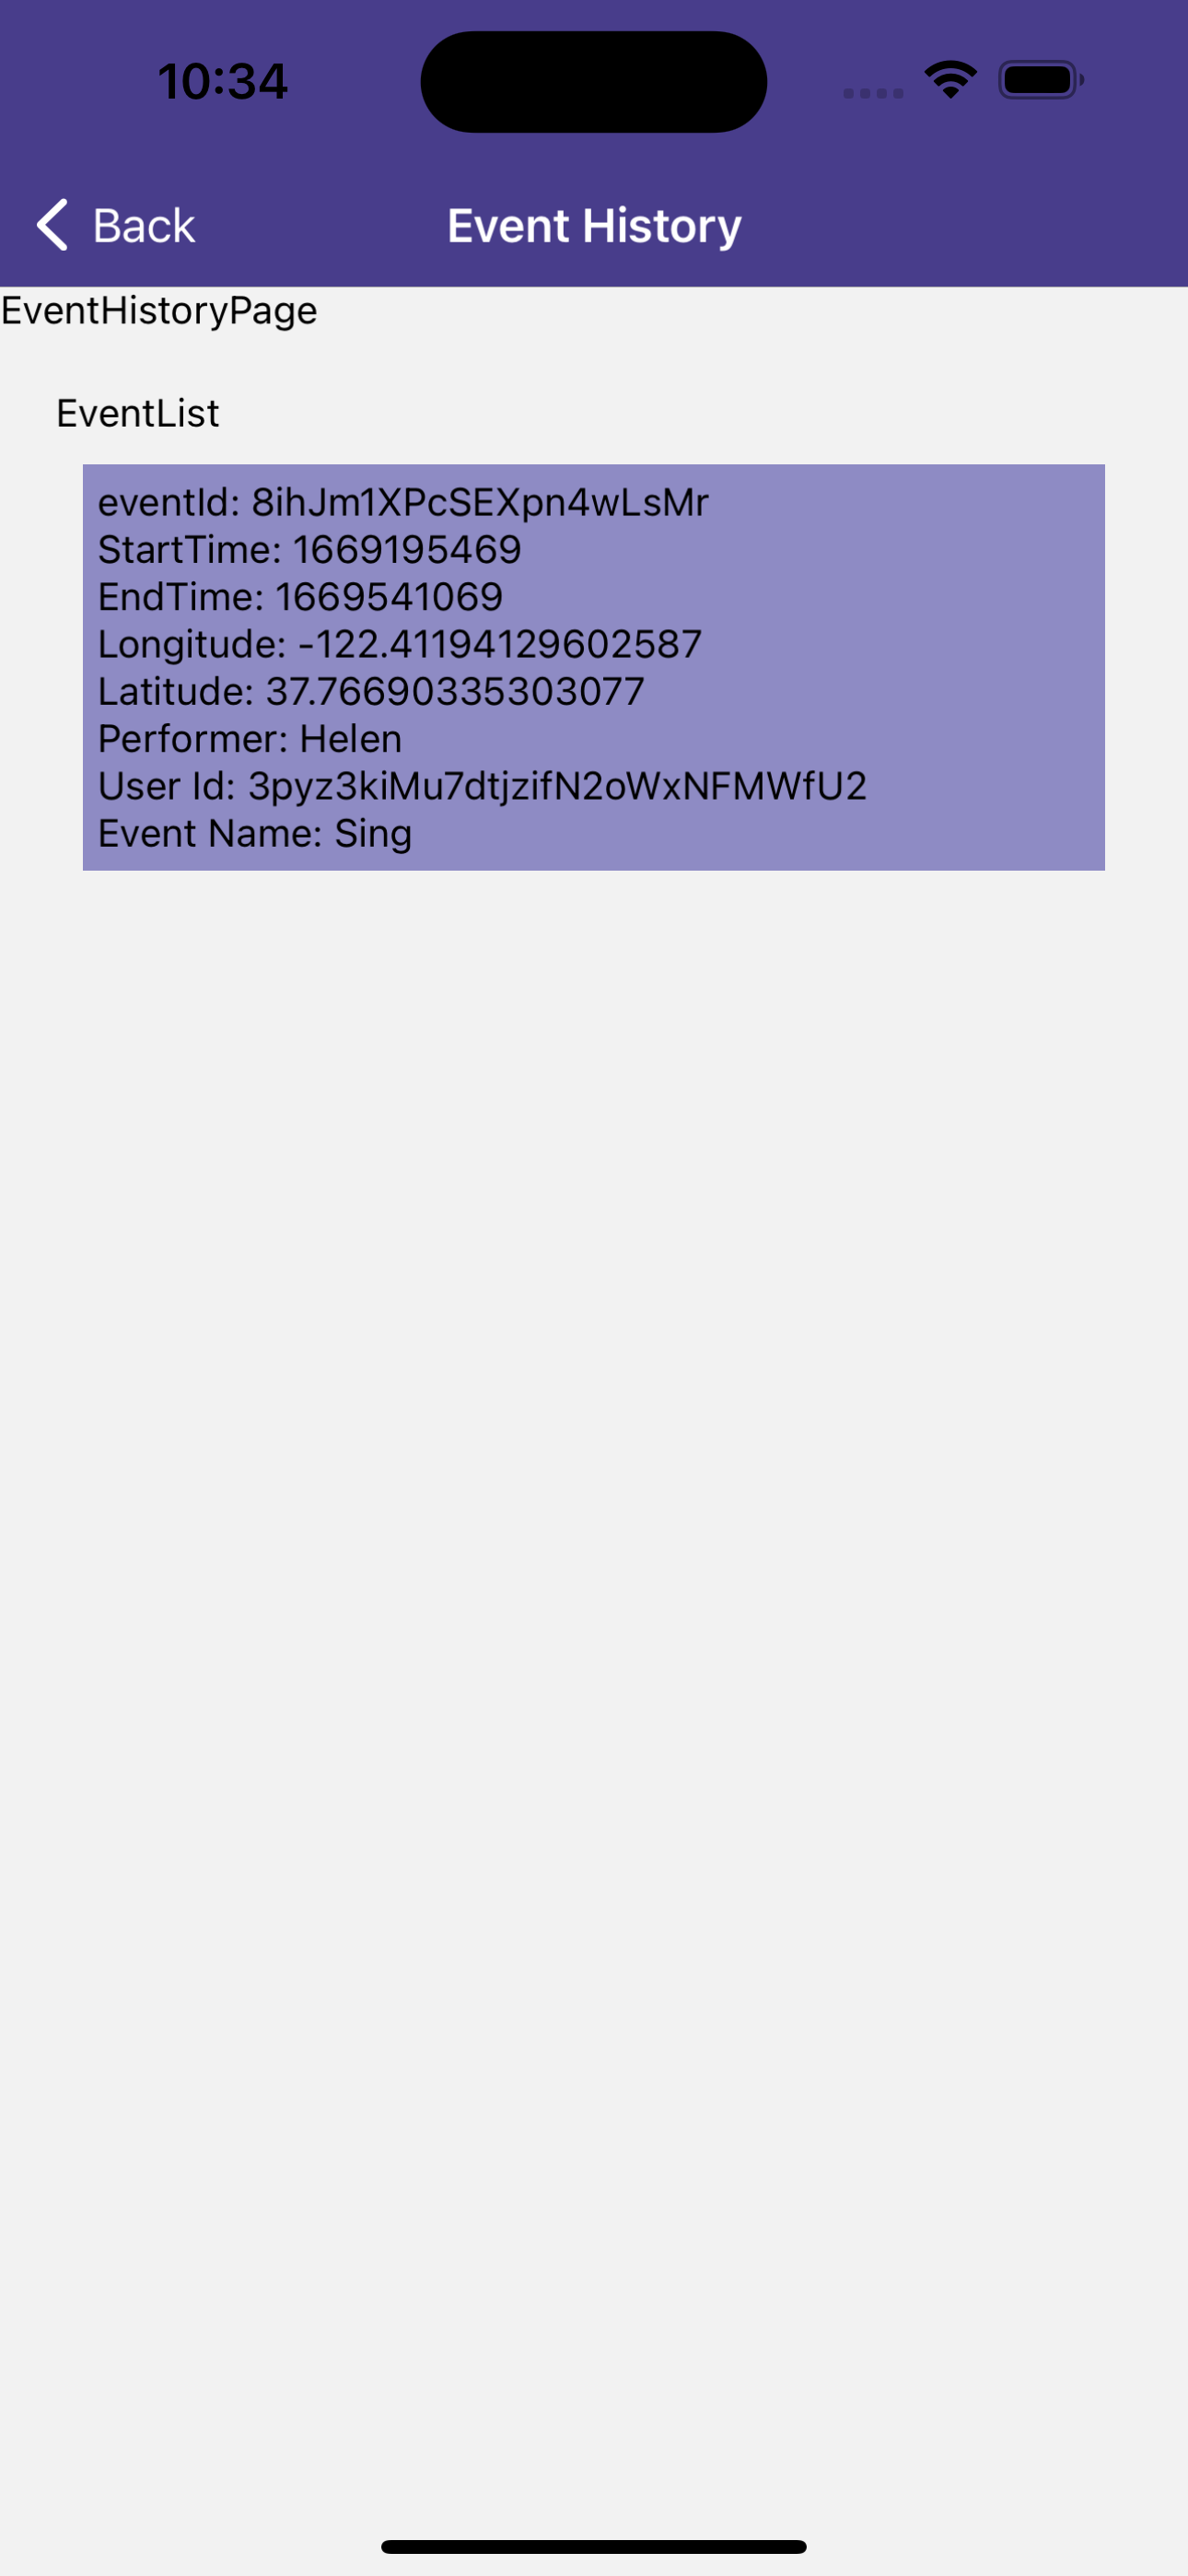 10:34
Back
Event History
EventHistoryPage
EventList
eventId: 8ihJm1XPcSEXpn4wLsMr
StartTime: 1669195469
EndTime: 1669541069
Longitude: -122.41194129602587
Latitude: 37.76690335303077
Performer: Helen
User Id: 3pyz3kiMu7dtjzifN2oWxNFMWfU2
Event Name: Sing